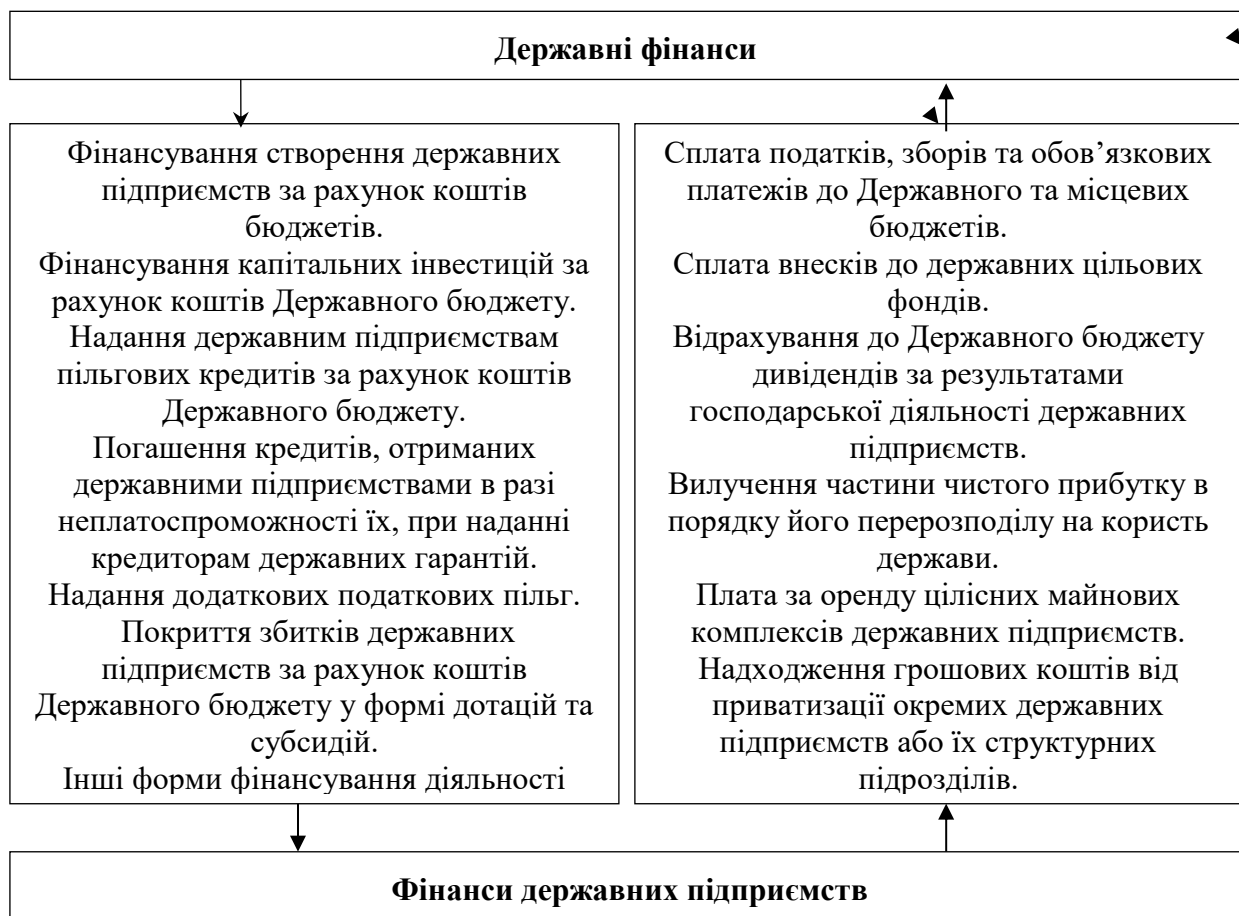 Державні фінанси
Фінансування створення державних
підприємств за рахунок коштів
бюджетів.
Фінансування капітальних інвестицій за
рахунок коштів Державного бюджету.
Надання державним підприємствам
пільгових кредитів за рахунок коштів
Державного бюджету.
Погашення кредитів, отриманих
державними підприємствами в разі
неплатоспроможності їх, при наданні
кредиторам державних гарантій.
Надання додаткових податкових пільг.
Покриття збитків державних
підприємств за рахунок коштів
Державного бюджету у формі дотацій та
субсидій.
Інші форми фінансування діяльності
Сплата податків, зборів та обов’язкових
платежів до Державного та місцевих
бюджетів.
Сплата внесків до державних цільових
фондів.
Відрахування до Державного бюджету
дивідендів за результатами
господарської діяльності державних
підприємств.
Вилучення частини чистого прибутку в
порядку його перерозподілу на користь
держави.
Плата за оренду цілісних майнових
комплексів державних підприємств.
Надходження грошових коштів від
приватизації окремих державних
підприємств або їх структурних
підрозділів.
Фінанси державних підприємств